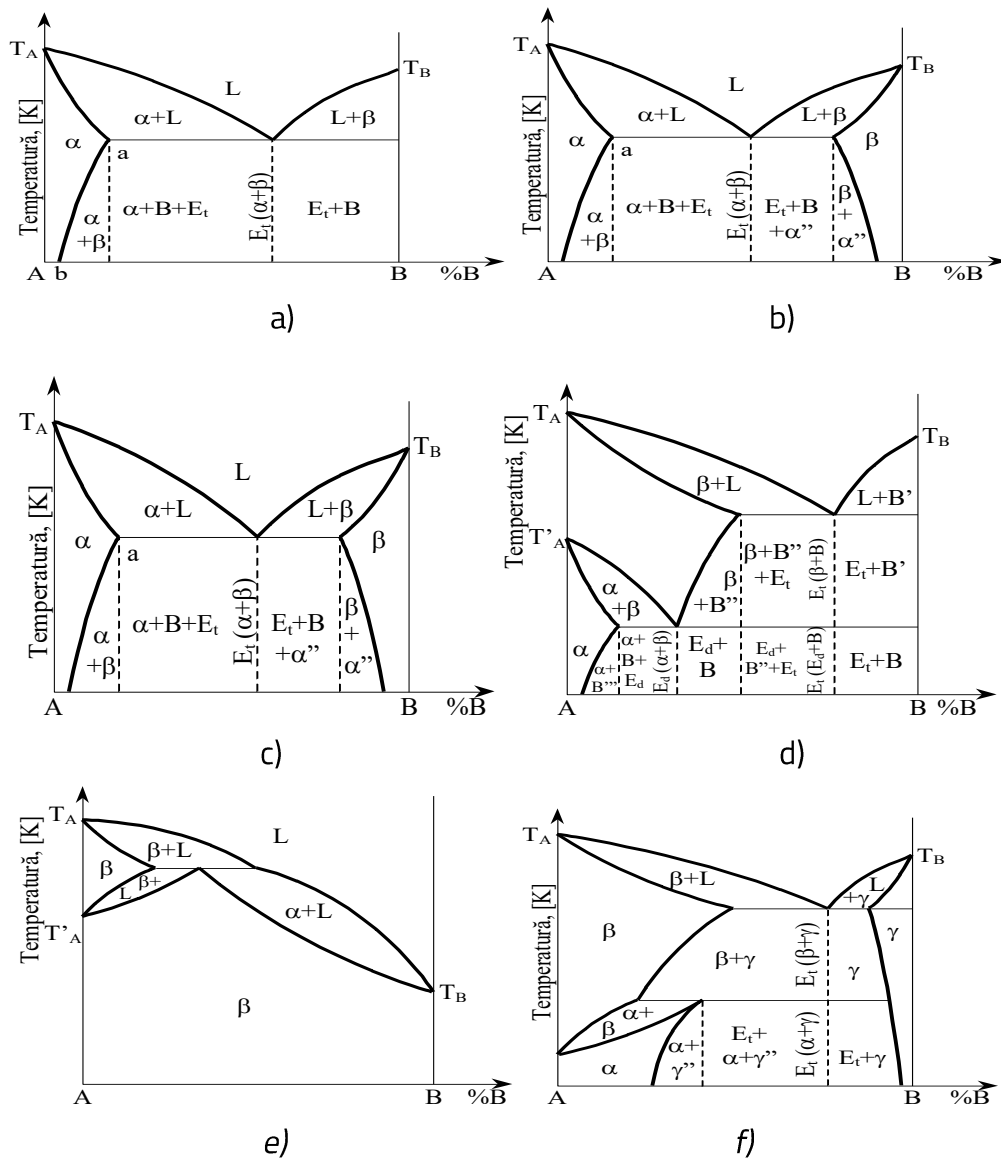 T_A
T_B
L
α+L
L+β
α
a
Temperatură, [K]
α
+β
α+B+E_t
E_t (α+β)
E_t+B
A b
B
%B
a)
T_A
T_B
L
α+L
L+β
α
a
β
Temperatură, [K]
α
+β
α+B+E_t
E_t (α+β)
E_t+B
+α”
β
+
α”
A
B
%B
b)
T_A
T_B
L
α+L
L+β
α
a
β
Temperatură, [K]
α
+β
α+B+E_t
E_t (α+β)
E_t+B
+α”
β
+
α”
A
B
%B
c)
T_A
T_B
Temperatură, [K]
β+L
L+B’
T’_A
α
+β
β
+B”
β+B”
+E_t
E_t (β+B)
E_t+B’
α
α+
B”’
α+
B+
E_d
E_d (α+β)
E_d+
B
E_d+
B”+E_t
E_t (E_d+B)
E_t+B
A
B
%B
d)
T_A
L
Temperatură, [K]
β+L
β
β+
L
α+L
T’_A
T_B
β
A
B
%B
e)
T_A
T_B
Temperatură, [K]
β+L
L
+γ
β
β+γ
E_t (β+γ)
γ
γ
α+
β
α
α+
γ”
E_t+
α+γ”
E_t (α+γ)
E_t+γ
A
B
%B
f)